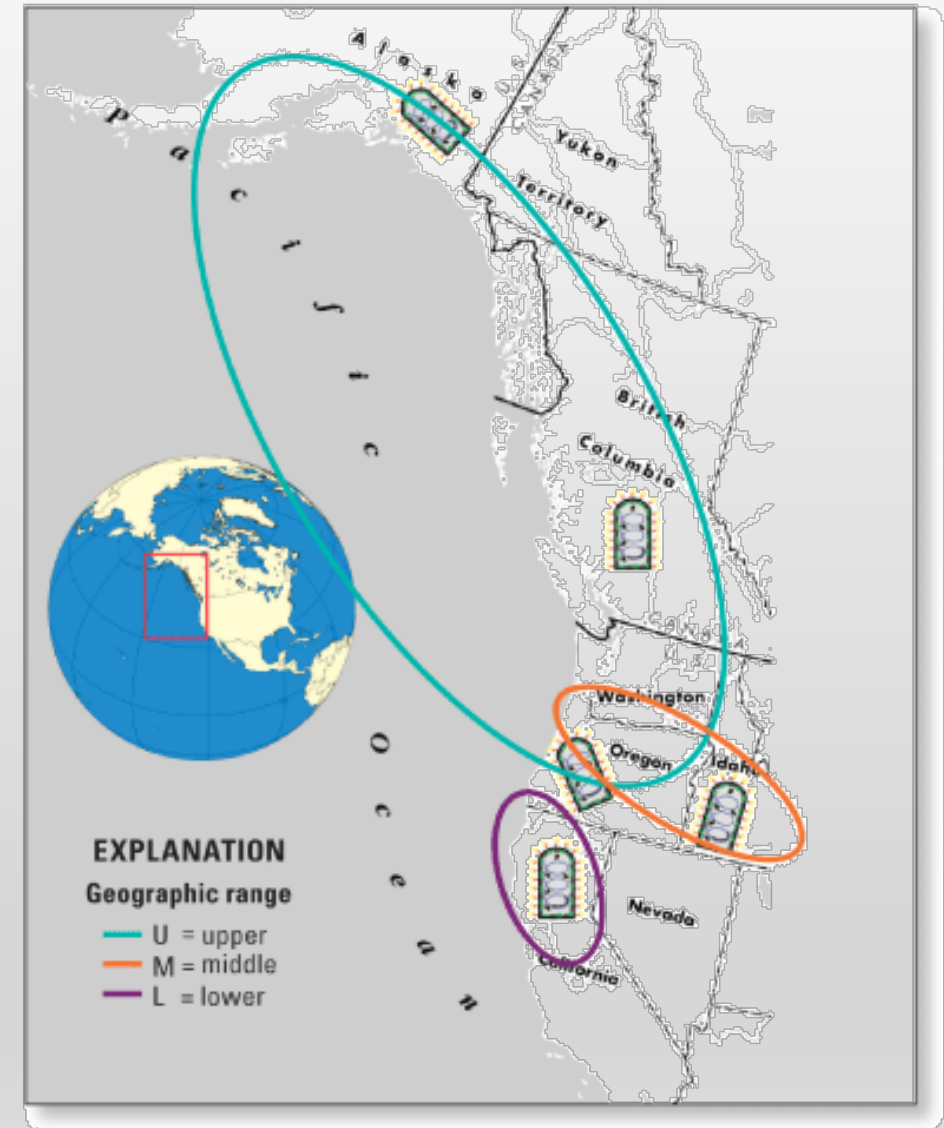 Alaska
U.S.
CANADA
Yukon
Territory
Pacific
British
Columbia
CANADA
Washington
Oregon
Idaho
Ocean
Nevada
California
EXPLANATION
Geographic range
U = upper
M = middle
L = lower